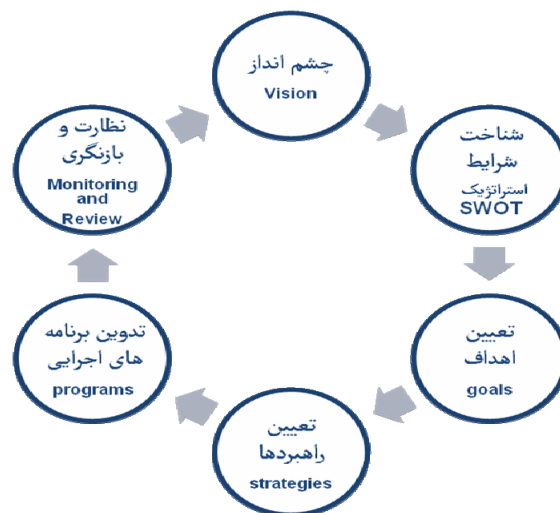 چشم انداز
Vision
شناخت
شرایط
استراتژیک
SWOT
تعیین
اهداف
goals
تعیین
راهبردها
strategies
تدوین برنامه
های اجرایی
programs
نظارت و
بازنگری
Monitoring
and
Review